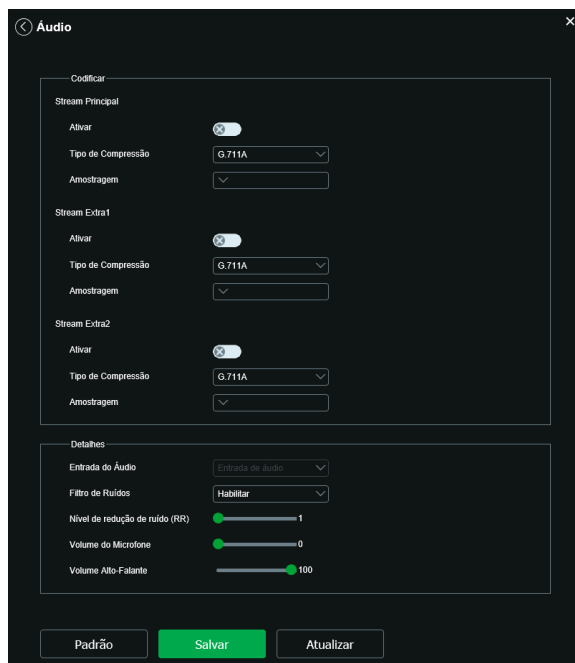 Áudio
Codificar
Stream Principal
Ativar
Tipo de Compressão G.711A
Amostragem
Stream Extra1
Ativar
Tipo de Compressão G.711A
Amostragem
Stream Extra2
Ativar
Tipo de Compressão G.711A
Amostragem
Detalhes
Entrada do Áudio Entrada de áudio
Filtro de Ruídos Habilitar
Nível de redução de ruído (RR) 1
Volume do Microfone 0
Volume Alto-Falante 100
Padrão Salvar Atualizar